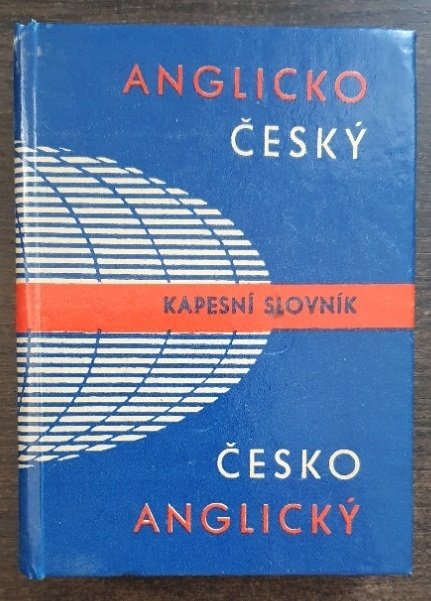 ANGLICKO
ČESKÝ
KAPESNÍ SLOVNÍK
ČESKO
ANGLICKÝ